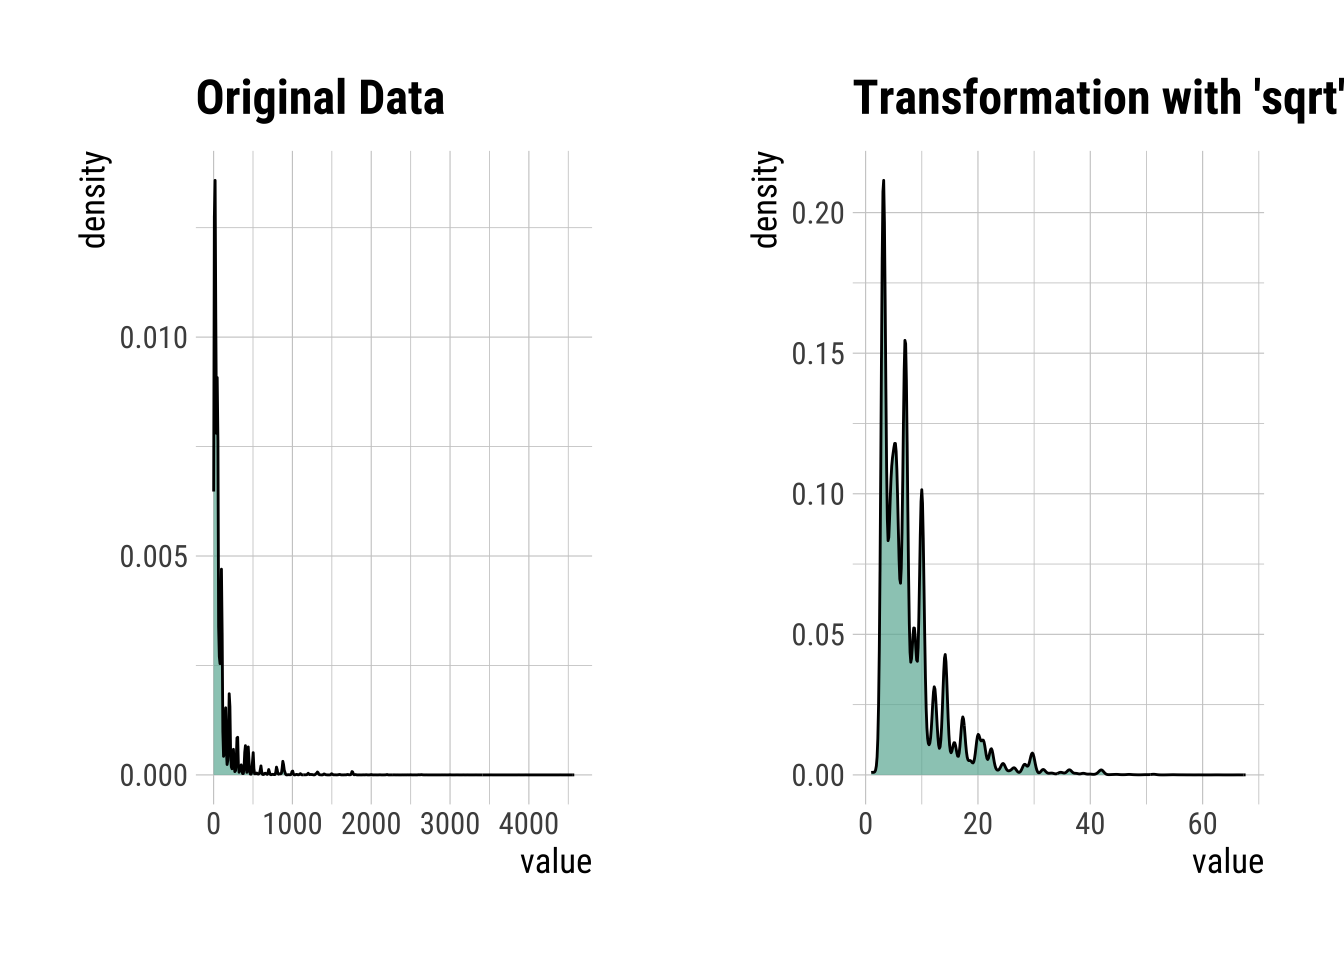 Original Data
density
0.010
0.005
0.000
0 1000 2000 3000 4000
value
Transformation with 'sqrt'
density
0.20
0.15
0.10
0.05
0.00
0 20 40 60
value